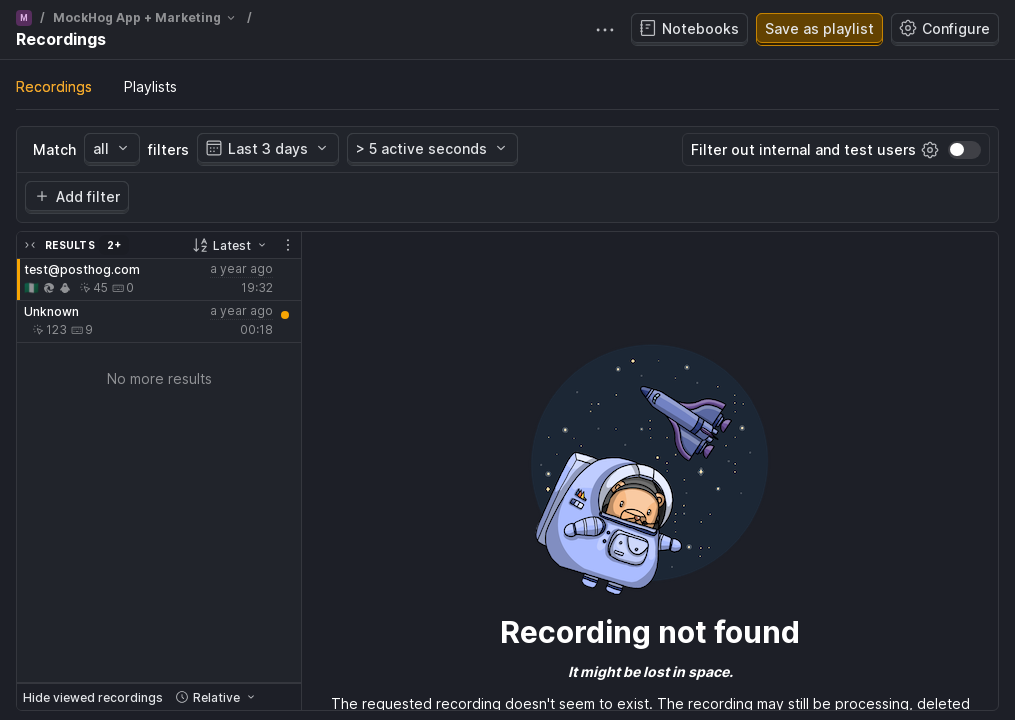 M / MockHog App + Marketing /
Recordings
Notebooks
Save as playlist
Configure
Recordings Playlists
Match all filters Last 3 days > 5 active seconds
Filter out internal and test users
Add filter
RESULTS 2+ Latest
test@posthog.com a year ago
45 0 19:32
Unknown a year ago
123 9 00:18
No more results
Hide viewed recordings Relative
Recording not found
It might be lost in space.
The requested recording doesn't seem to exist. The recording may still be processing, deleted